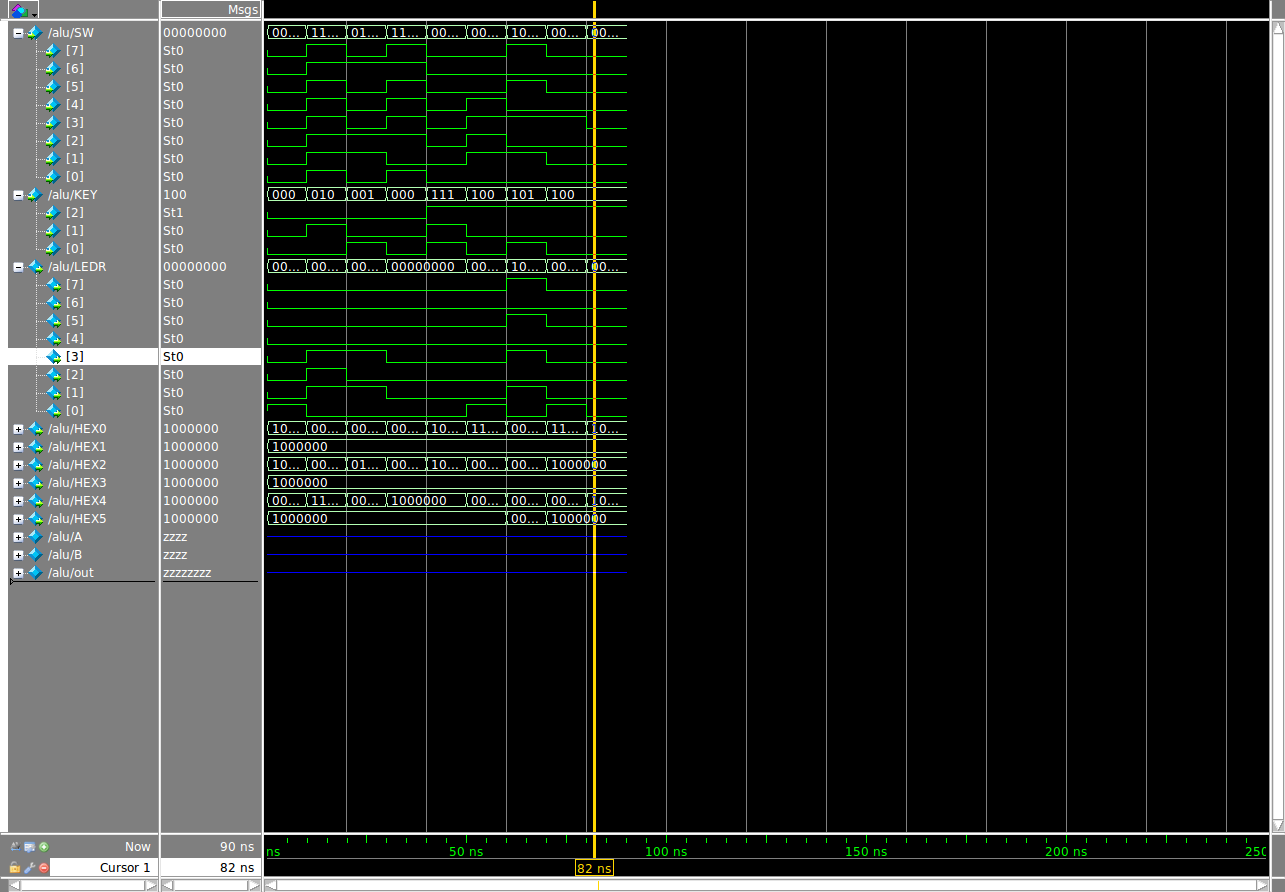 Msgs
/alu/SW 00000000 00... 11... 01... 11... 00... 00... 10... 00... 00...
[7] St0
[6] St0
[5] St0
[4] St0
[3] St0
[2] St0
[1] St0
[0] St0
/alu/KEY 100 000 010 001 000 111 100 101 100
[2] St1
[1] St0
[0] St0
/alu/LEDR 00000000 00... 00... 00... 00000000 00... 10... 00... 00...
[7] St0
[6] St0
[5] St0
[4] St0
[3] St0
[2] St0
[1] St0
[0] St0
/alu/HEX0 1000000 10... 00... 00... 00... 10... 11... 00... 11... 10...
/alu/HEX1 1000000 1000000
/alu/HEX2 1000000 10... 00... 01... 00... 10... 00... 00... 1000000
/alu/HEX3 1000000 1000000
/alu/HEX4 1000000 00... 11... 00... 1000000 00... 00... 00... 10...
/alu/HEX5 1000000 1000000 00... 1000000
/alu/A zzzz
/alu/B zzzz
/alu/out zzzzzzzz
Now 90 ns ns 50 ns 100 ns 150 ns 200 ns 250
Cursor 1 82 ns 82 ns